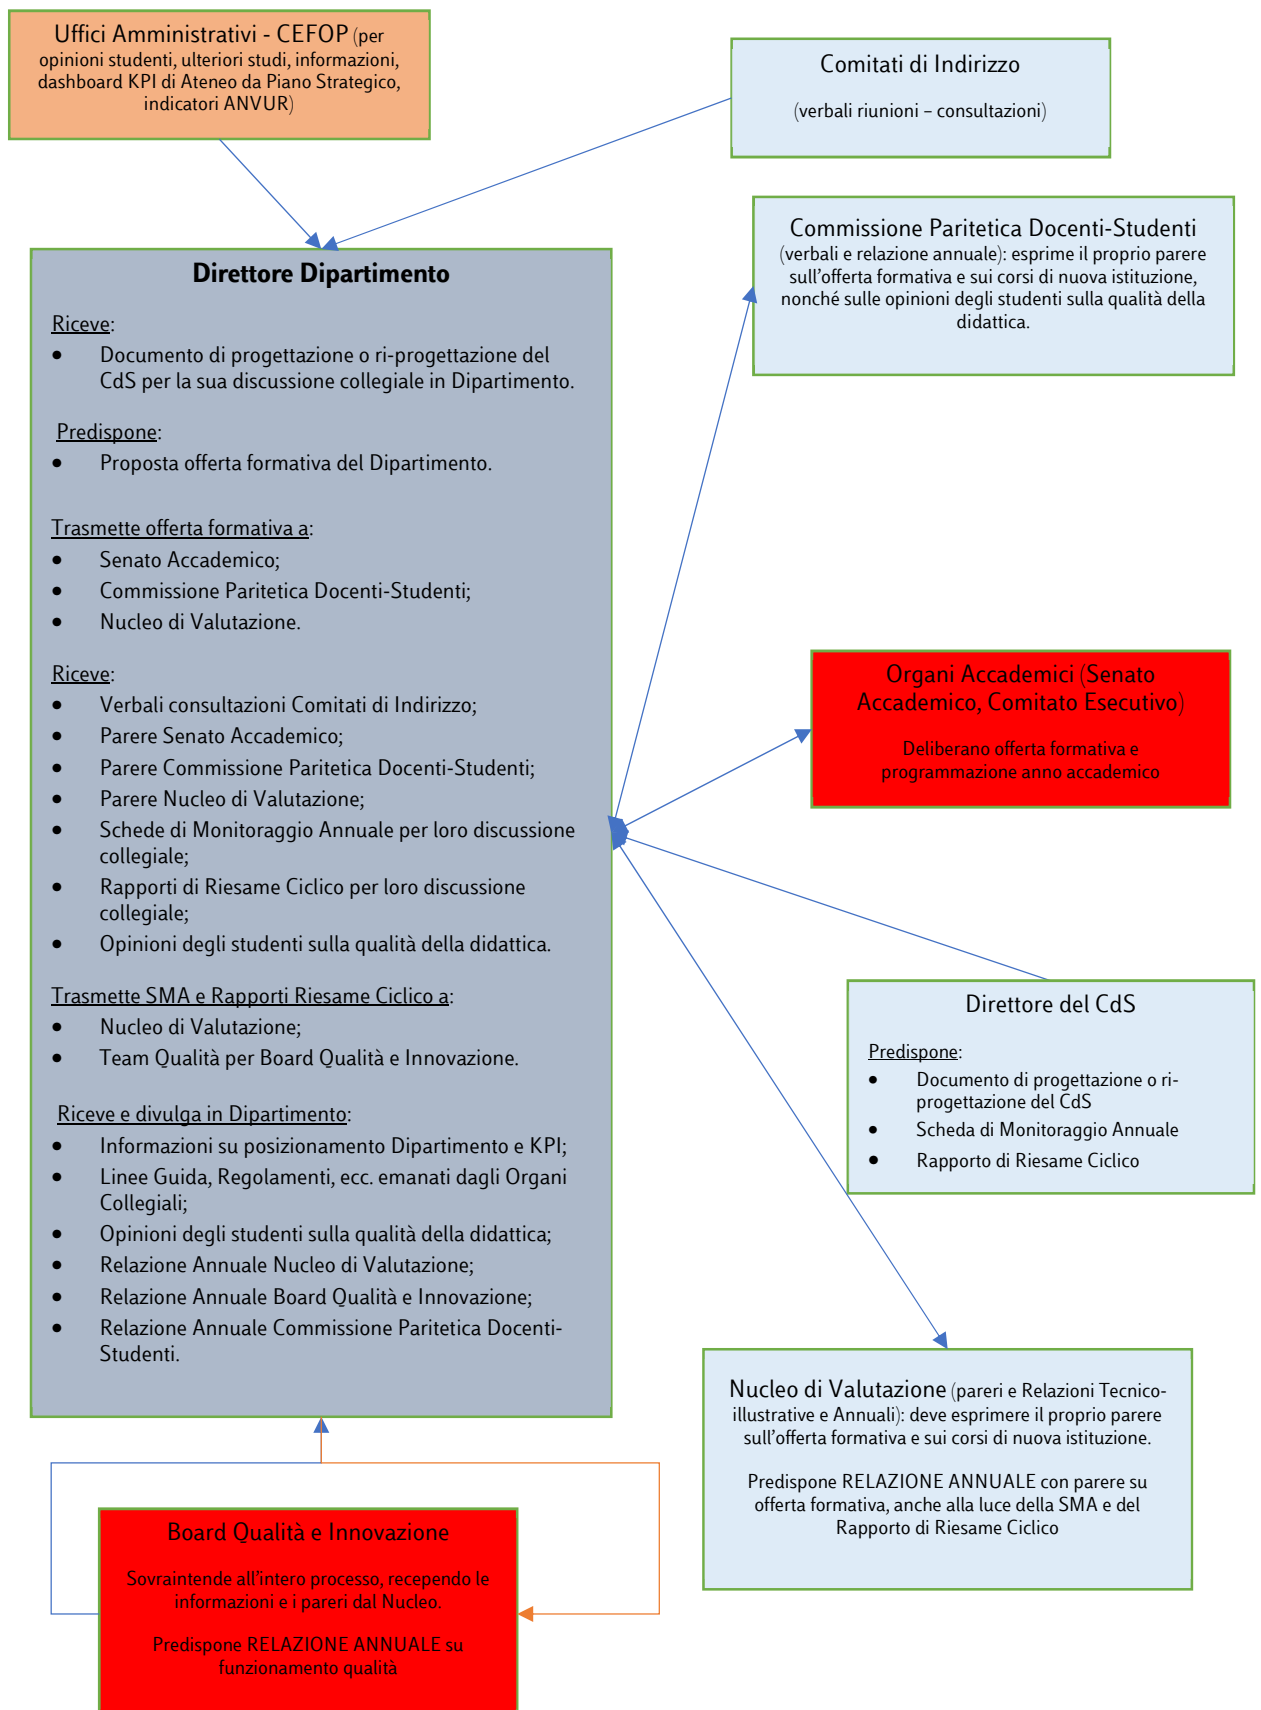 Uffici Amministrativi - CEFOP (per
opinioni studenti, ulteriori studi, informazioni,
dashboard KPI di Ateneo da Piano Strategico,
indicatori ANVUR)
Comitati di Indirizzo
(verbali riunioni – consultazioni)
Commissione Paritetica Docenti-Studenti
(verbali e relazione annuale): esprime il proprio parere
sull'offerta formativa e sui corsi di nuova istituzione,
nonché sulle opinioni degli studenti sulla qualità della
didattica.
Direttore Dipartimento
Riceve:
• Documento di progettazione o ri-progettazione del
CdS per la sua discussione collegiale in Dipartimento.
Predispone:
• Proposta offerta formativa del Dipartimento.
Trasmette offerta formativa a:
• Senato Accademico;
• Commissione Paritetica Docenti-Studenti;
• Nucleo di Valutazione.
Riceve:
• Verbali consultazioni Comitati di Indirizzo;
• Parere Senato Accademico;
• Parere Commissione Paritetica Docenti-Studenti;
• Parere Nucleo di Valutazione;
• Schede di Monitoraggio Annuale per loro discussione
collegiale;
• Rapporti di Riesame Ciclico per loro discussione
collegiale;
• Opinioni degli studenti sulla qualità della didattica.
Trasmette SMA e Rapporti Riesame Ciclico a:
• Nucleo di Valutazione;
• Team Qualità per Board Qualità e Innovazione.
Riceve e divulga in Dipartimento:
• Informazioni su posizionamento Dipartimento e KPI;
• Linee Guida, Regolamenti, ecc. emanati dagli Organi
Collegiali;
• Opinioni degli studenti sulla qualità della didattica;
• Relazione Annuale Nucleo di Valutazione;
• Relazione Annuale Board Qualità e Innovazione;
• Relazione Annuale Commissione Paritetica Docenti-
Studenti.
Organi Accademici (Senato
Accademico, Comitato Esecutivo)
Deliberano offerta formativa e
programmazione anno accademico
Direttore del CdS
Predispone:
• Documento di progettazione o ri-
progettazione del CdS
• Scheda di Monitoraggio Annuale
• Rapporto di Riesame Ciclico
Nucleo di Valutazione (pareri e Relazioni Tecnico-
illustrative e Annuali): deve esprimere il proprio parere
sull'offerta formativa e sui corsi di nuova istituzione.
Predispone RELAZIONE ANNUALE con parere su
offerta formativa, anche alla luce della SMA e del
Rapporto di Riesame Ciclico
Board Qualità e Innovazione
Sovraintende all'intero processo, recependo le
informazioni e i pareri dal Nucleo.
Predispone RELAZIONE ANNUALE su
funzionamento qualità